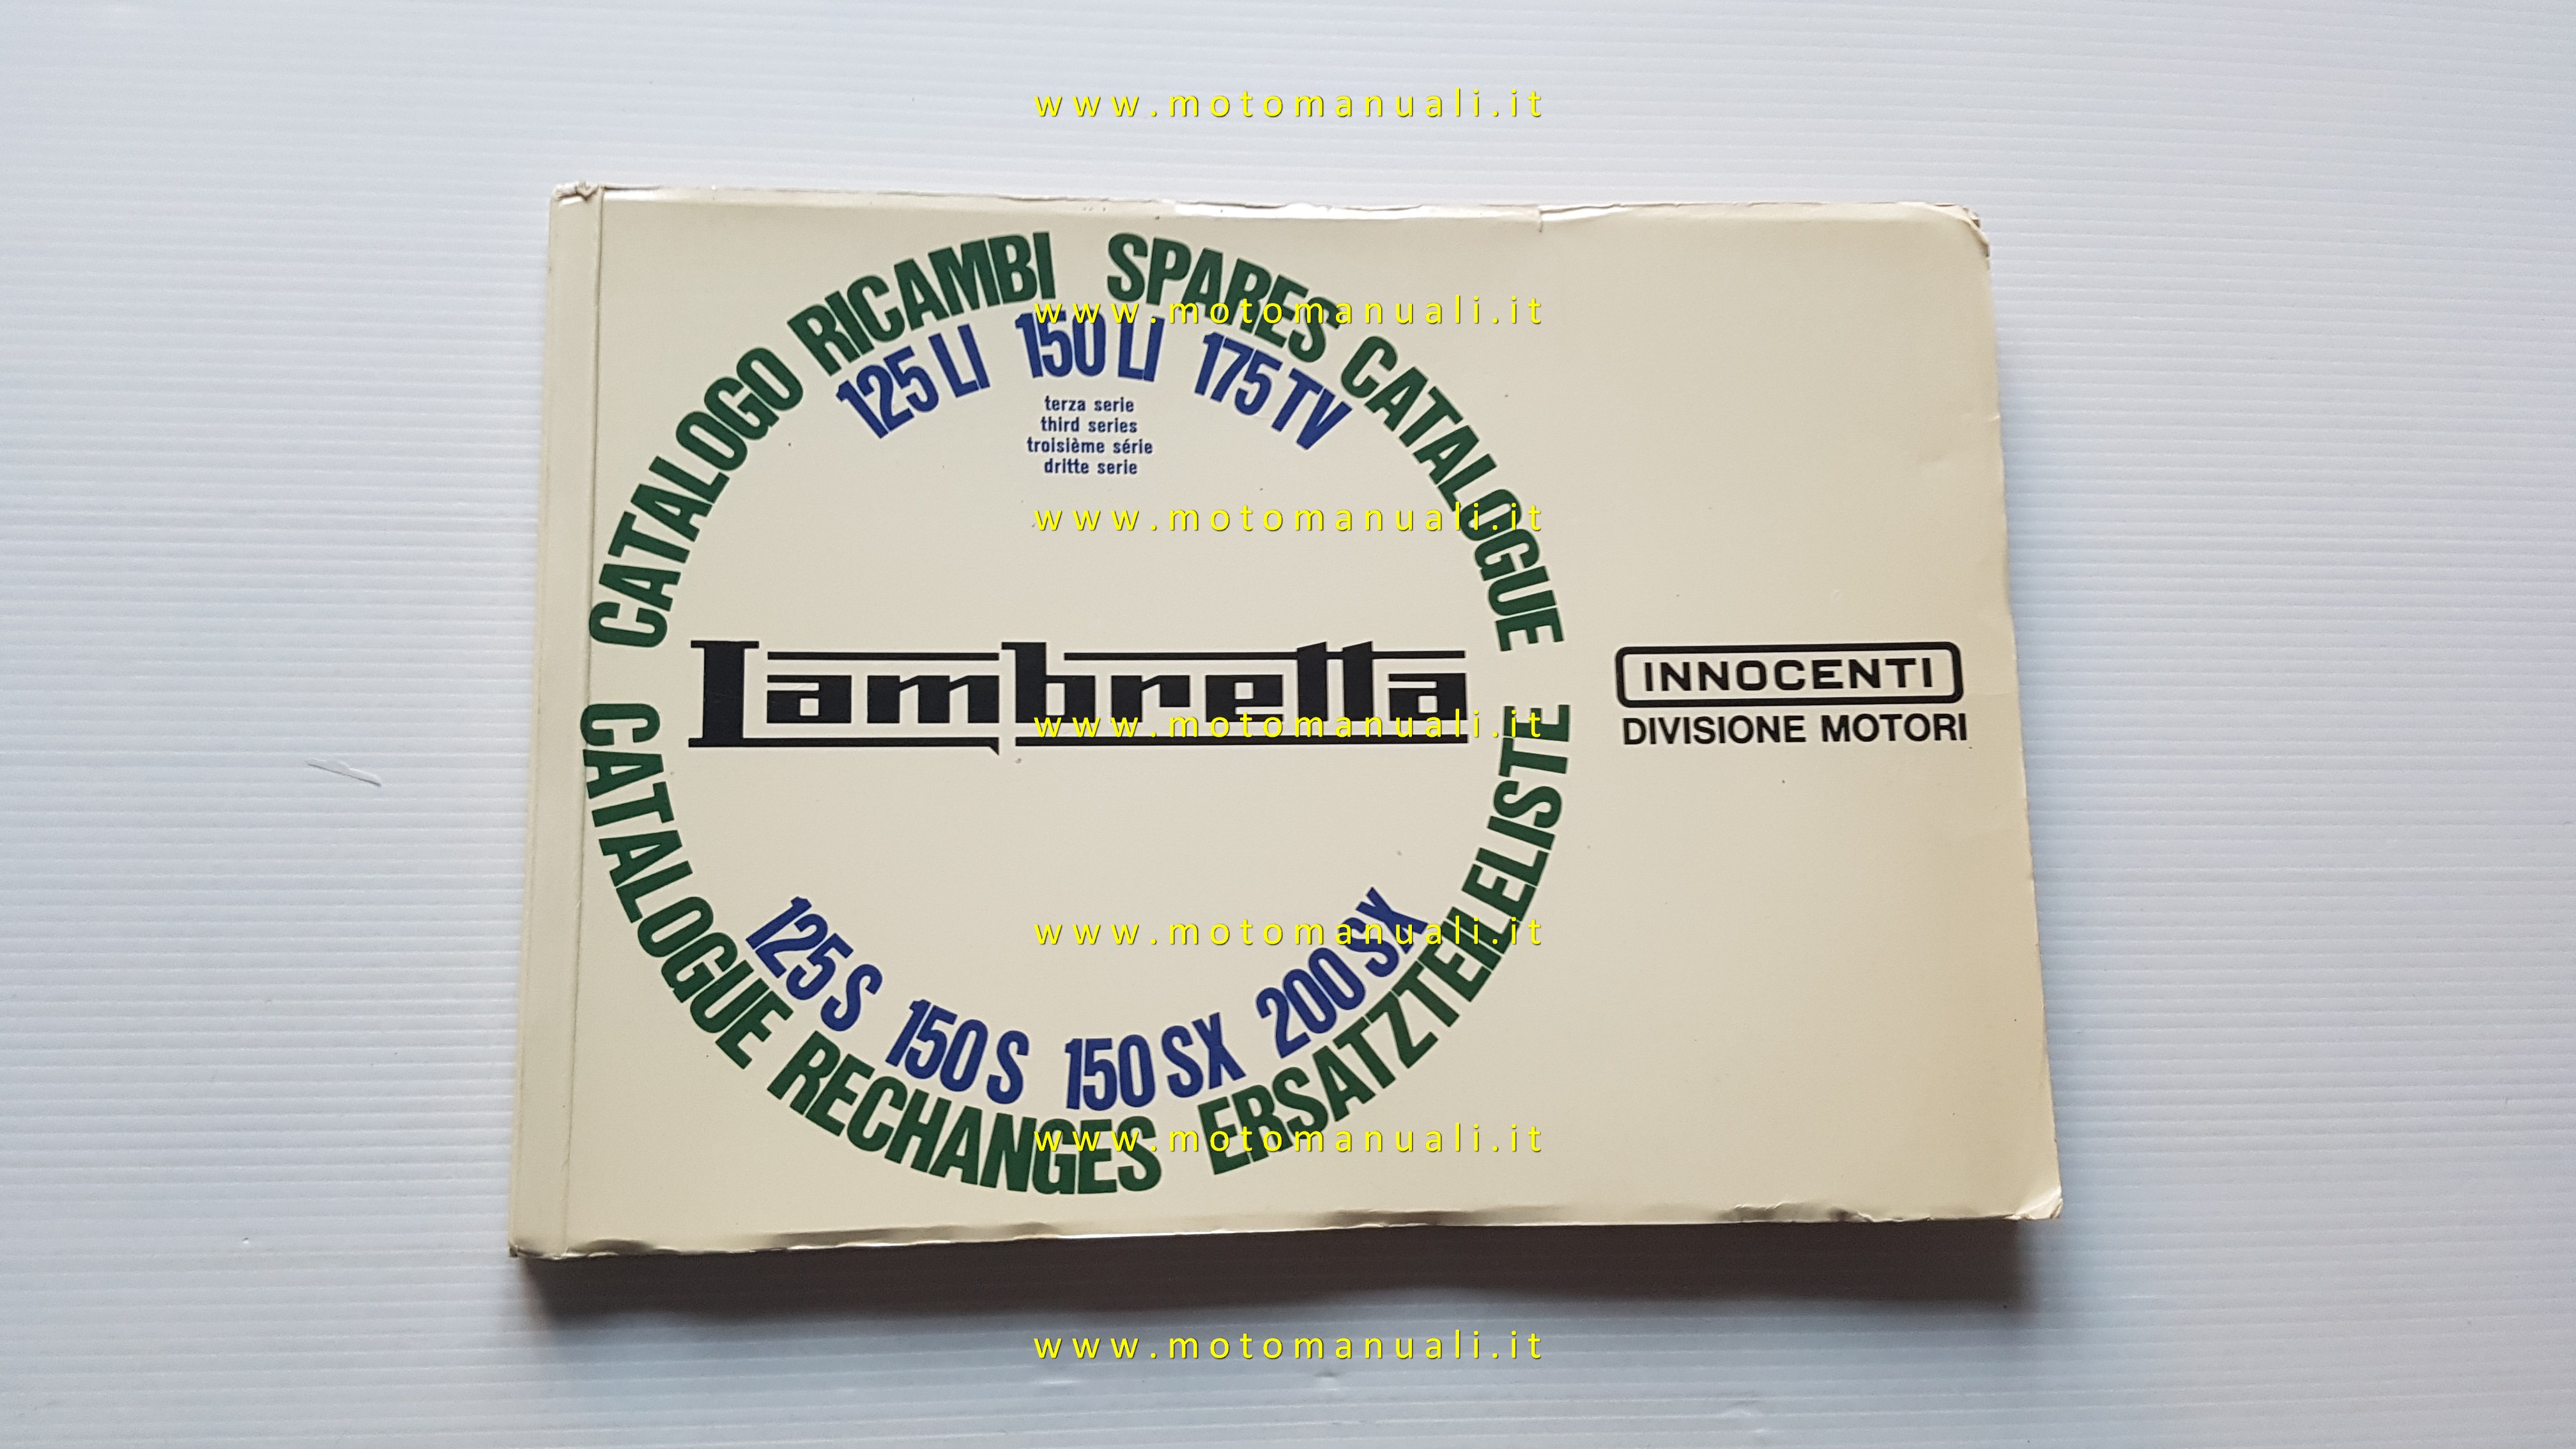 www.motomanuali.it
CATALOGO RICAMBI SPARES CATALOGUE
www.motomanuali.it
125 LI 150 LI 175 TV
terza serie
third series
troisième série
dritte serie
www.motomanuali.it
Lambretta
INNOCENTI
DIVISIONE MOTORI
www.motomanuali.it
www.motomanuali.it
125 S 150 S 150 SX 200 SX
CATALOGUE RECHANGES ERSATZTEILELISTE
www.motomanuali.it
www.motomanuali.it